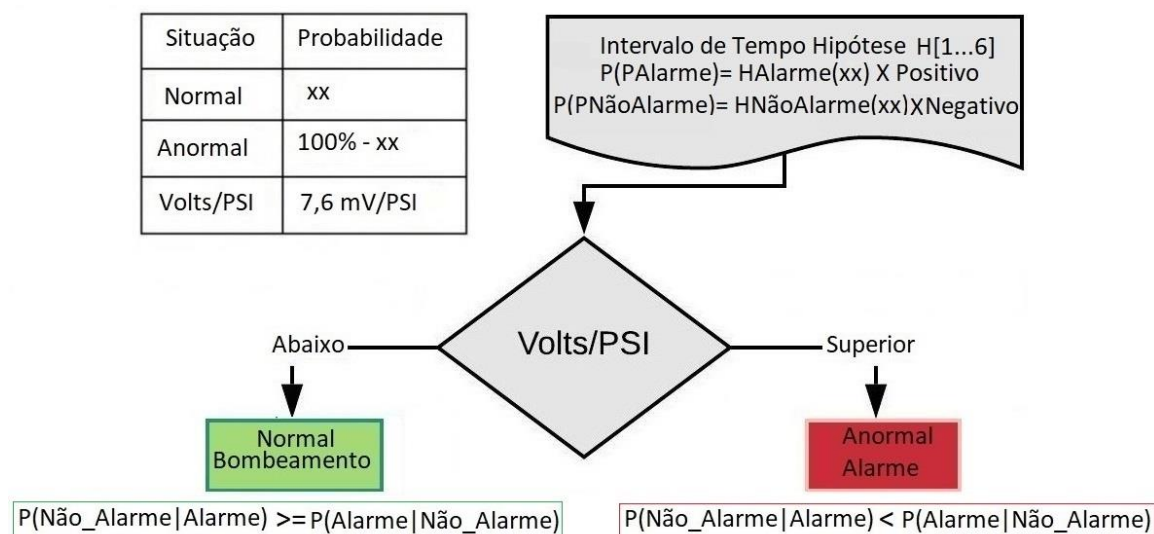 Situação Probabilidade
Normal xx
Anormal 100% - xx
Volts/PSI 7,6 mV/PSI
Intervalo de Tempo Hipótese H[1...6]
P(PAlarme)= HAlarme(xx) X Positivo
P(PNãoAlarme)= HNãoAlarme(xx)XNegativo
Volts/PSI
Abaixo
Superior
Normal
Bombeamento
Anormal
Alarme
P(Não_Alarme|Alarme) >= P(Alarme|Não_Alarme)
P(Não_Alarme|Alarme) < P(Alarme|Não_Alarme)